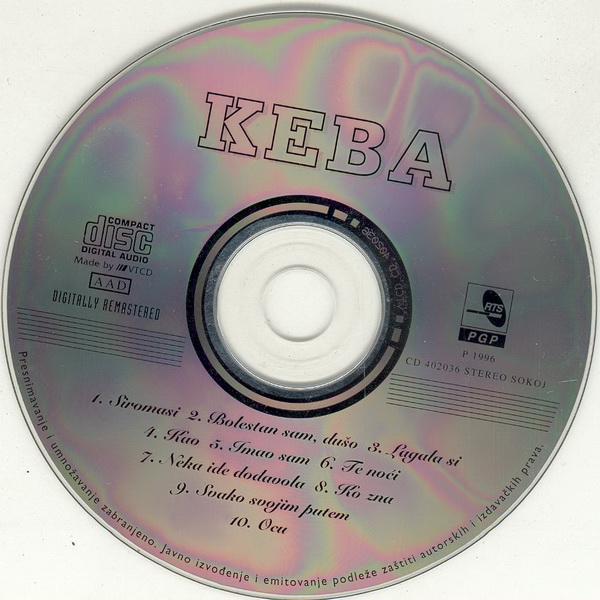 KEBA
COMPACT
disc
DIGITAL AUDIO
Made by VTCD
AAD
DIGITALLY REMASTERED
RTS
PGP
P 1996
CD 402036 STEREO SOKOJ
1. Siromasi 2. Bolestan sam, dušo 3. Lagala si
4. Kao 5. Imao sam 6. Te noći
7. Neka ide dodavola 8. Ko zna
9. Svako svojim putem
10. Ocu
Presnimavanje i umnožavanje zabranjeno. Javno izvođenje i emitovanje podleže zaštiti autorskih i izdavačkih prava.